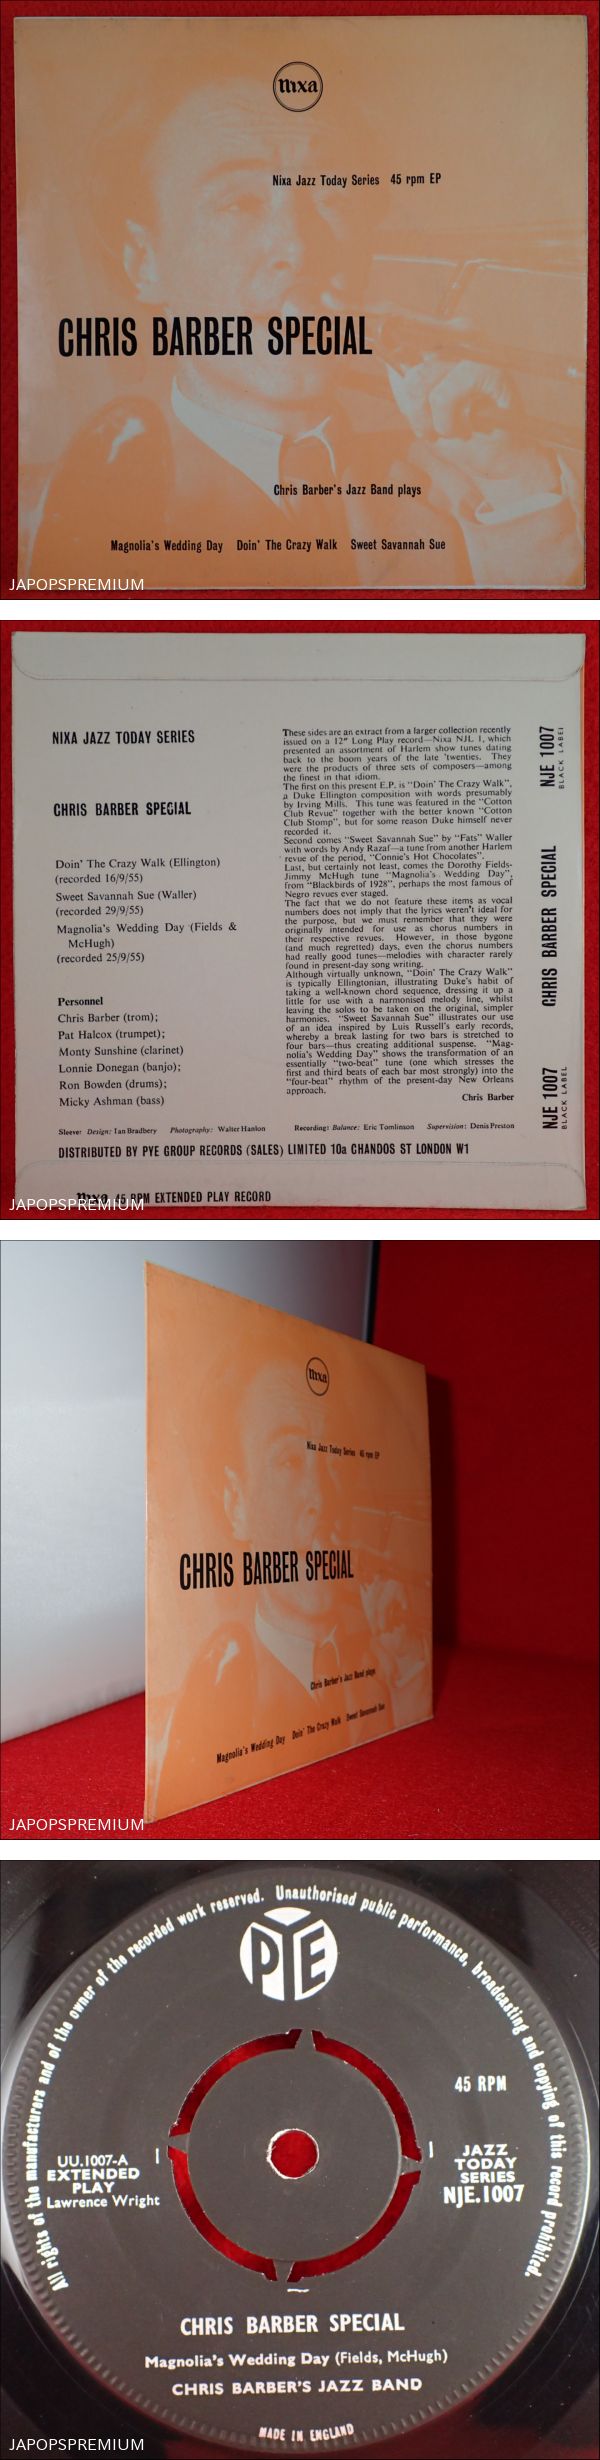 nixa
Nixa Jazz Today Series 45 rpm EP
CHRIS BARBER SPECIAL
Chris Barber's Jazz Band plays
Magnolia's Wedding Day Doin' The Crazy Walk Sweet Savannah Sue
JAPOPSPREMIUM
NIXA JAZZ TODAY SERIES
CHRIS BARBER SPECIAL
Doin' The Crazy Walk (Ellington)
(recorded 16/9/55)
Sweet Savannah Sue (Waller)
(recorded 29/9/55)
Magnolia's Wedding Day (Fields &
McHugh)
(recorded 25/9/55)
Personnel
Chris Barber (trom);
Pat Halcox (trumpet);
Monty Sunshine (clarinet)
Lonnie Donegan (banjo);
Ron Bowden (drums);
Micky Ashman (bass)
These sides are an extract from a larger collection recently
issued on a 12" Long Play record—Nixa NJL 1, which
presented an assortment of Harlem show tunes dating
back to the boom years of the late 'twenties. They
were the products of three sets of composers—among
the finest in that idiom.
The first on this present E.P. is "Doin' The Crazy Walk",
a Duke Ellington composition with words presumably
by Irving Mills. This tune was featured in the "Cotton
Club Revue" together with the better known "Cotton
Club Stomp", but for some reason Duke himself never
recorded it.
Second comes "Sweet Savannah Sue" by "Fats" Waller
with words by Andy Razaf—a tune from another Harlem
revue of the period, "Connie's Hot Chocolates".
Last, but certainly not least, comes the Dorothy Fields-
Jimmy McHugh tune "Magnolia's Wedding Day",
from "Blackbirds of 1928", perhaps the most famous of
Negro revues ever staged.
The fact that we do not feature these items as vocal
numbers does not imply that the lyrics weren't ideal for
the purpose, but we must remember that they were
originally intended for use as chorus numbers in
their respective revues. However, in those bygone
(and much regretted) days, even the chorus numbers
had really good tunes—melodies with character rarely
found in present-day song writing.
Although virtually unknown, "Doin' The Crazy Walk"
is typically Ellingtonian, illustrating Duke's habit of
taking a well-known chord sequence, dressing it up a
little for use with a harmonised melody line, whilst
leaving the solos to be taken on the original, simpler
harmonies. "Sweet Savannah Sue" illustrates our use
of an idea inspired by Luis Russell's early records,
whereby a break lasting for two bars is stretched to
four bars—thus creating additional suspense. "Mag-
nolia's Wedding Day" shows the transformation of an
essentially "two-beat" tune (one which stresses the
first and third beats of each bar most strongly) into the
"four-beat" rhythm of the present-day New Orleans
approach.
Chris Barber
NJE 1007
BLACK LABEL
CHRIS BARBER SPECIAL
NJE 1007
BLACK LABEL
Sleeve: Design: Ian Bradbery Photography: Walter Hanlon Recording: Balance: Eric Tomlinson Supervision: Denis Preston
DISTRIBUTED BY PYE GROUP RECORDS (SALES) LIMITED 10a CHANDOS ST LONDON W1
nixa 45 RPM EXTENDED PLAY RECORD
JAPOPSPREMIUM
nixa
Nixa Jazz Today Series 45 rpm EP
CHRIS BARBER SPECIAL
Chris Barber's Jazz Band plays
Magnolia's Wedding Day Doin' The Crazy Walk Sweet Savannah Sue
JAPOPSPREMIUM
All rights of the manufacturers and of the owner of the recorded work reserved. Unauthorised public performance, broadcasting and copying of this record prohibited.
PYE
45 RPM
UU.1007-A
EXTENDED
PLAY
Lawrence Wright
JAZZ
TODAY
SERIES
NJE.1007
CHRIS BARBER SPECIAL
Magnolia's Wedding Day (Fields, McHugh)
CHRIS BARBER'S JAZZ BAND
MADE IN ENGLAND
JAPOPSPREMIUM